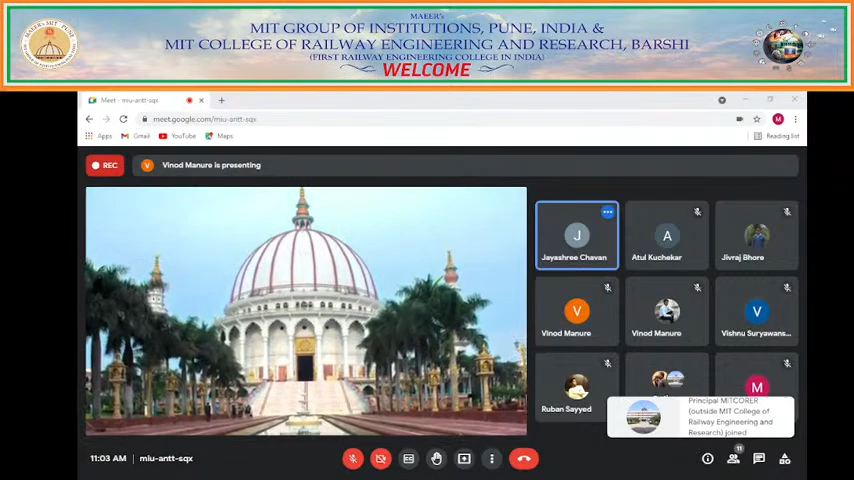 MAEER's
MIT GROUP OF INSTITUTIONS, PUNE, INDIA &
MIT COLLEGE OF RAILWAY ENGINEERING AND RESEARCH, BARSHI
(FIRST RAILWAY ENGINEERING COLLEGE IN INDIA)
WELCOME
Meet - miu-antt-sqx
meet.google.com/miu-antt-sqx
M
Apps Gmail YouTube Maps Reading list
REC V Vinod Manure is presenting
J A
Jayashree Chavan Atul Kuchekar Jivraj Bhore
V V
Vinod Manure Vinod Manure Vishnu Suryawans...
M
Ruban Sayyed
Principal MITCORER
(outside MIT College of
Railway Engineering and
Research) joined
11:03 AM miu-antt-sqx
11